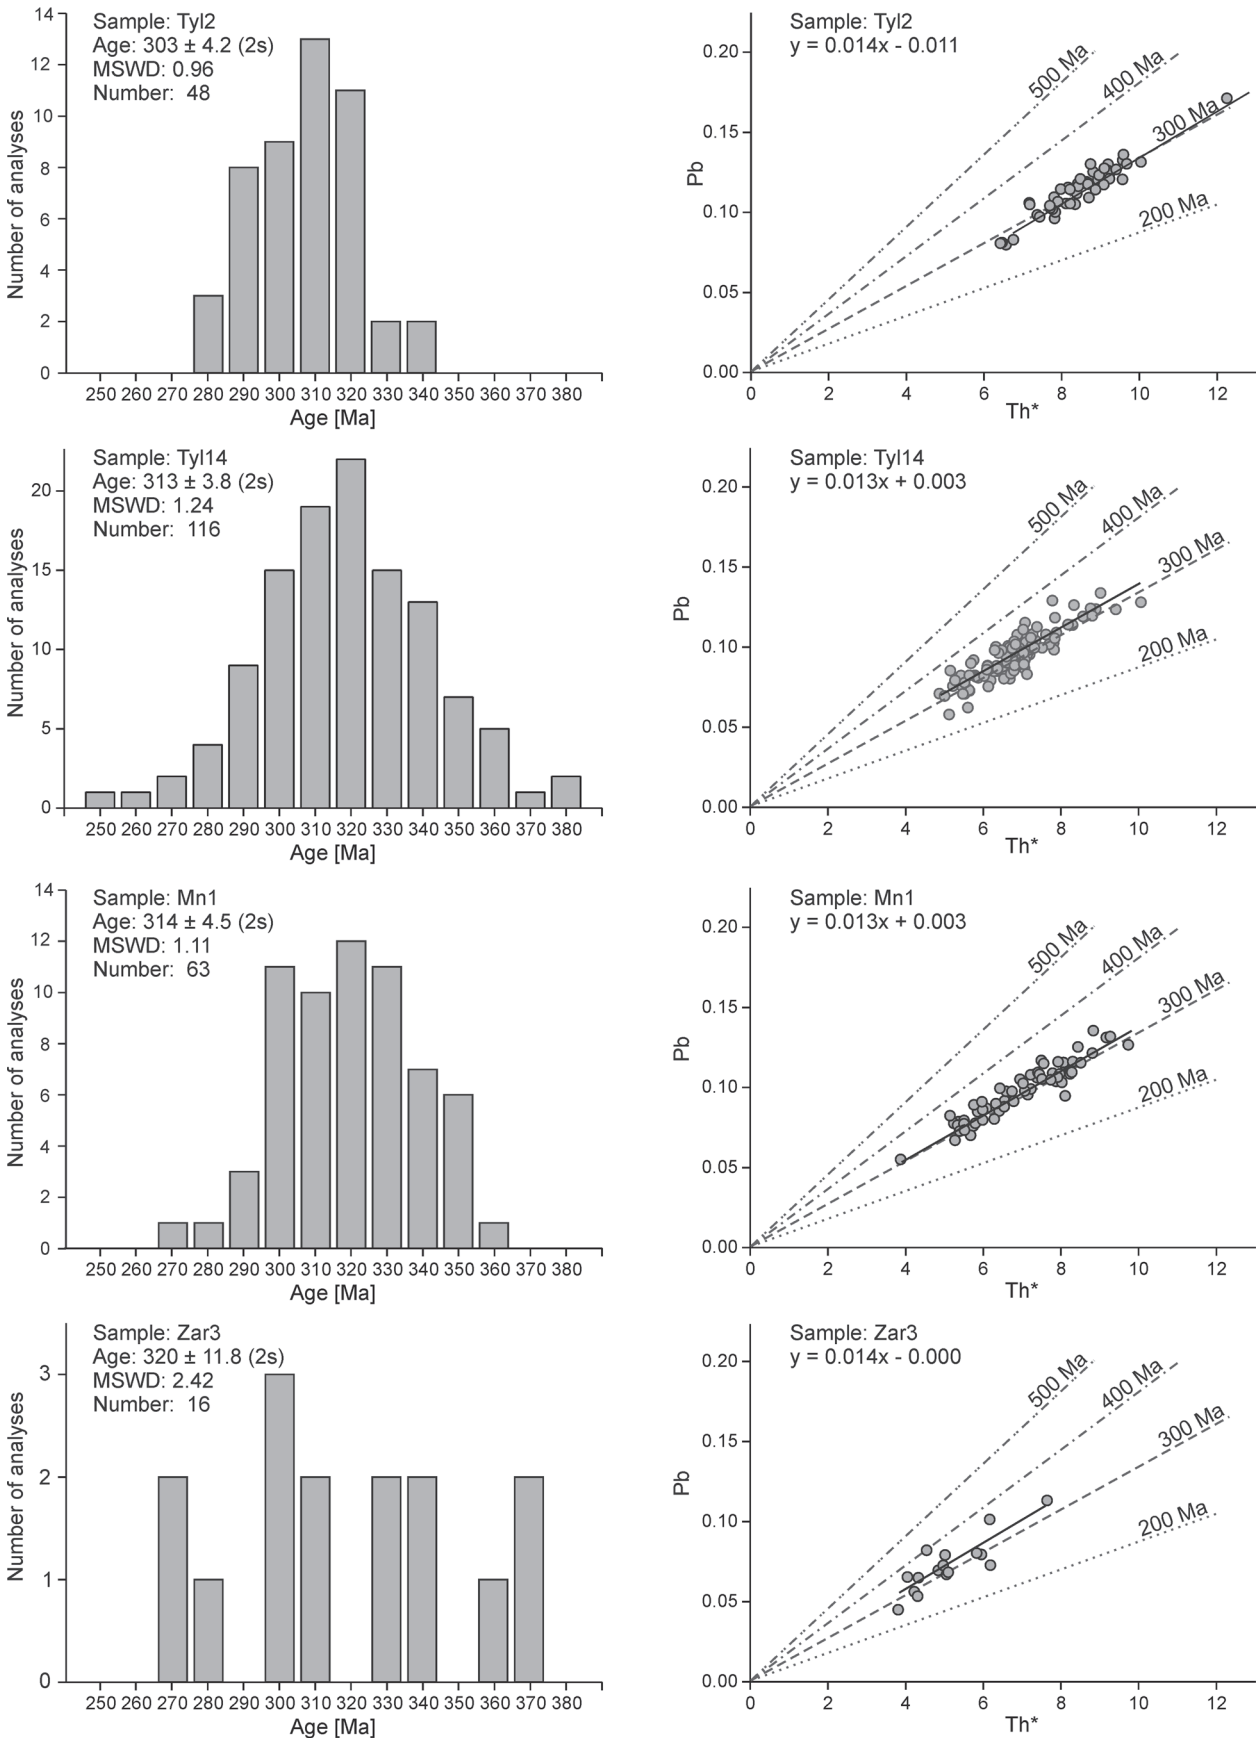 Sample: Tyl2
Age: 303 ± 4.2 (2s)
MSWD: 0.96
Number: 48
Number of analyses
14
12
10
8
6
4
2
0
250 260 270 280 290 300 310 320 330 340 350 360 370 380
Age [Ma]
Sample: Tyl2
y = 0.014x - 0.011
500 Ma
400 Ma
300 Ma
200 Ma
Pb
0.20
0.15
0.10
0.05
0.00
0 2 4 6 8 10 12
Th*
Sample: Tyl14
Age: 313 ± 3.8 (2s)
MSWD: 1.24
Number: 116
Number of analyses
20
15
10
5
0
250 260 270 280 290 300 310 320 330 340 350 360 370 380
Age [Ma]
Sample: Tyl14
y = 0.013x + 0.003
500 Ma
400 Ma
300 Ma
200 Ma
Pb
0.20
0.15
0.10
0.05
0.00
0 2 4 6 8 10 12
Th*
Sample: Mn1
Age: 314 ± 4.5 (2s)
MSWD: 1.11
Number: 63
Number of analyses
14
12
10
8
6
4
2
0
250 260 270 280 290 300 310 320 330 340 350 360 370 380
Age [Ma]
Sample: Mn1
y = 0.013x + 0.003
500 Ma
400 Ma
300 Ma
200 Ma
Pb
0.20
0.15
0.10
0.05
0.00
0 2 4 6 8 10 12
Th*
Sample: Zar3
Age: 320 ± 11.8 (2s)
MSWD: 2.42
Number: 16
Number of analyses
3
2
1
0
250 260 270 280 290 300 310 320 330 340 350 360 370 380
Age [Ma]
Sample: Zar3
y = 0.014x - 0.000
500 Ma
400 Ma
300 Ma
200 Ma
Pb
0.20
0.15
0.10
0.05
0.00
0 2 4 6 8 10 12
Th*